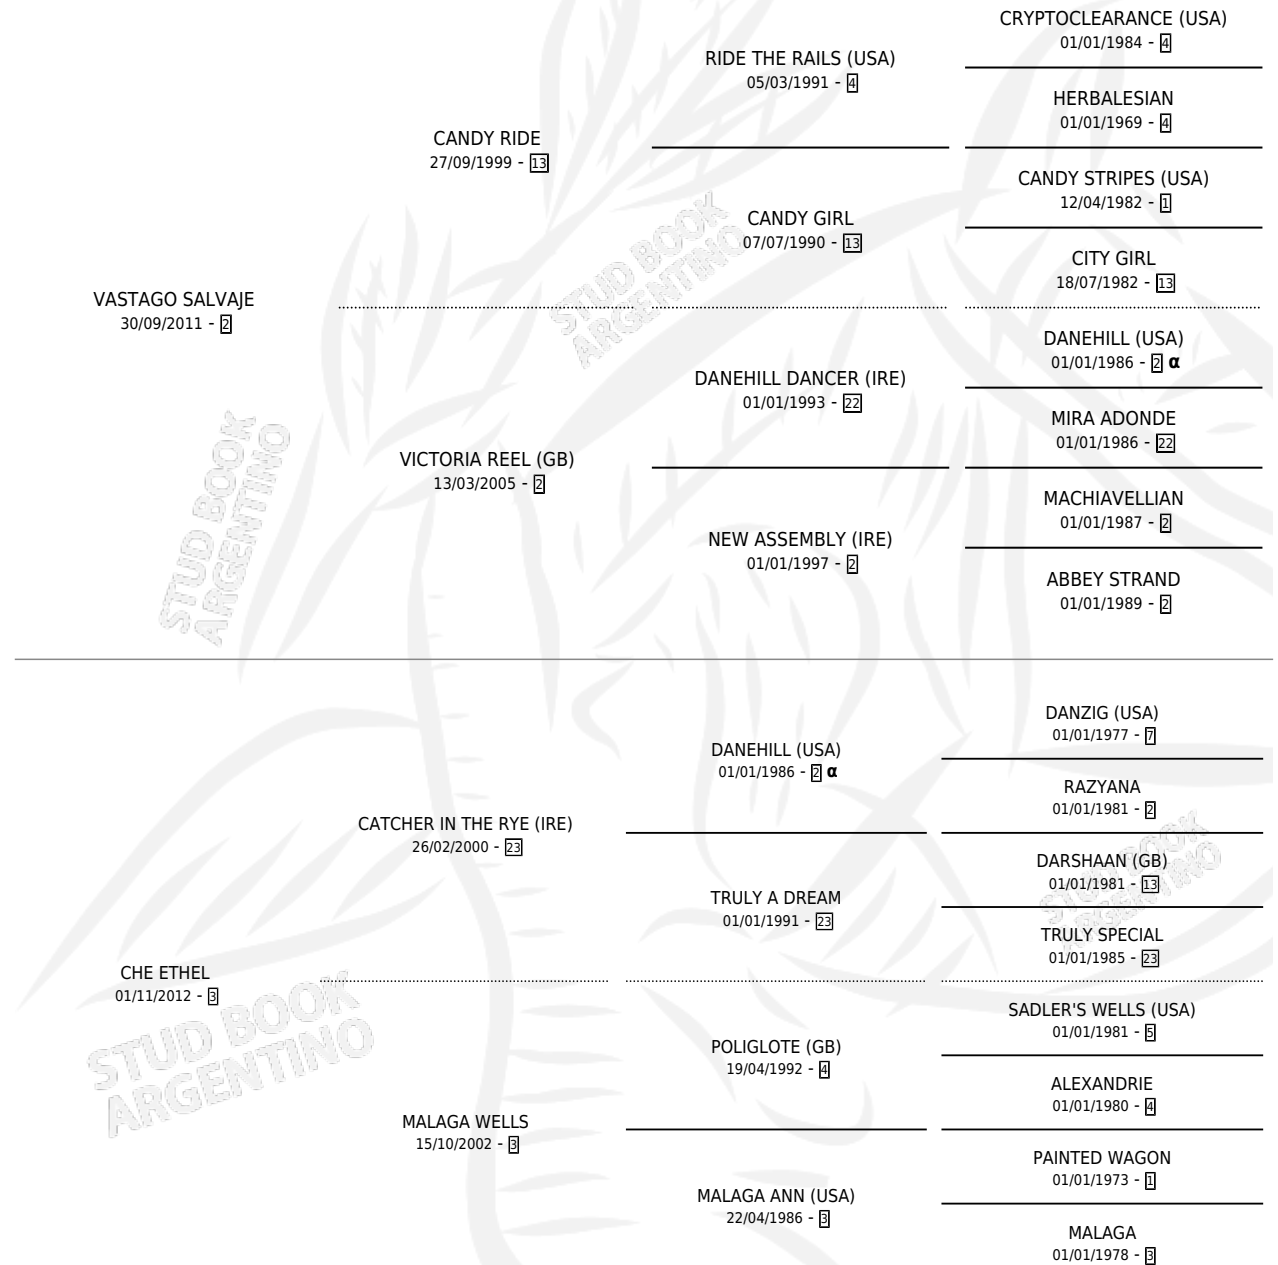 CRYPTOCLEARANCE (USA)
01/01/1984 - 4
RIDE THE RAILS (USA)
05/03/1991 - 4
HERBALESIAN
01/01/1969 - 4
CANDY RIDE
27/09/1999 - 13
CANDY STRIPES (USA)
12/04/1982 - 1
CANDY GIRL
07/07/1990 - 13
CITY GIRL
18/07/1982 - 13
VASTAGO SALVAJE
30/09/2011 - 2
DANEHILL (USA)
01/01/1986 - 2 α
DANEHILL DANCER (IRE)
01/01/1993 - 22
MIRA ADONDE
01/01/1986 - 22
VICTORIA REEL (GB)
13/03/2005 - 2
MACHIAVELLIAN
01/01/1987 - 2
NEW ASSEMBLY (IRE)
01/01/1997 - 2
ABBEY STRAND
01/01/1989 - 2
DANZIG (USA)
01/01/1977 - 7
DANEHILL (USA)
01/01/1986 - 2 α
RAZYANA
01/01/1981 - 2
CATCHER IN THE RYE (IRE)
26/02/2000 - 23
DARSHAAN (GB)
01/01/1981 - 13
TRULY A DREAM
01/01/1991 - 23
TRULY SPECIAL
01/01/1985 - 23
CHE ETHEL
01/11/2012 - 3
SADLER'S WELLS (USA)
01/01/1981 - 5
POLIGLOTE (GB)
19/04/1992 - 4
ALEXANDRIE
01/01/1980 - 4
MALAGA WELLS
15/10/2002 - 3
PAINTED WAGON
01/01/1973 - 1
MALAGA ANN (USA)
22/04/1986 - 3
MALAGA
01/01/1978 - 3
STUD BOOK
ARGENTINO
STUD BOOK
ARGENTINO
STUD BOOK
ARGENTINO
STUD BOOK
ARGENTINO